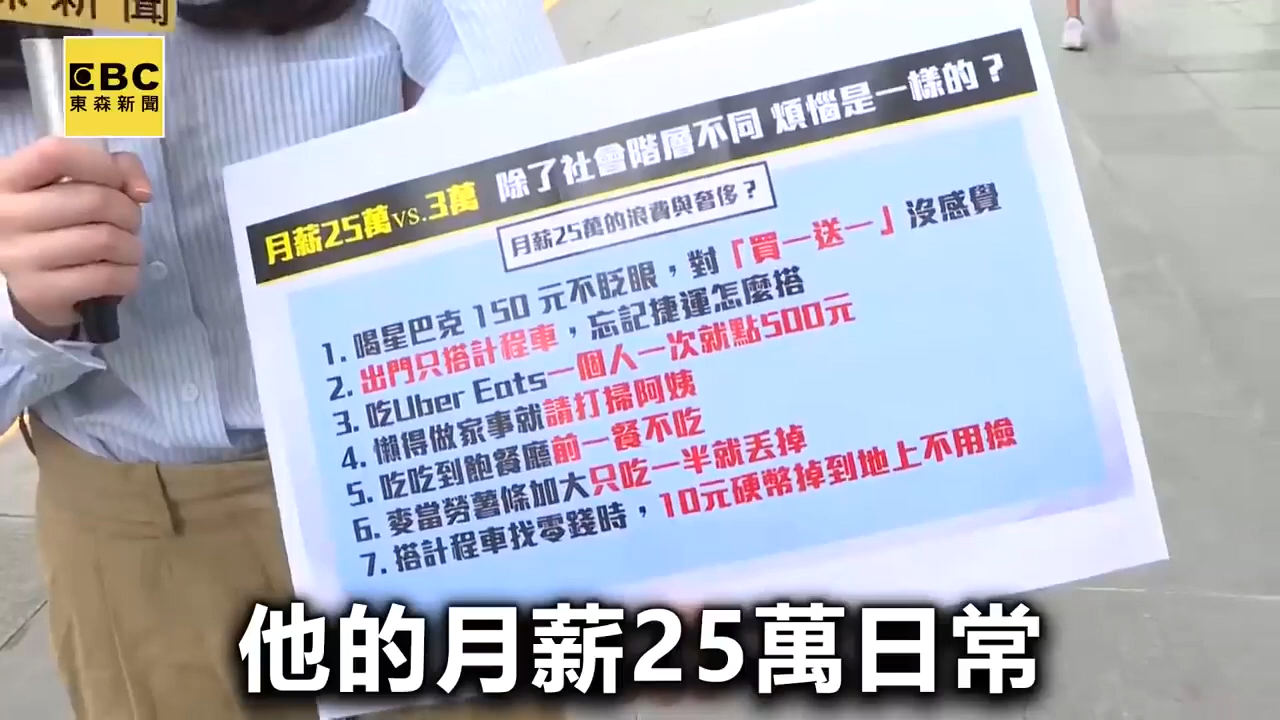 新聞
EBC
東森新聞
月薪25萬vs.3萬 除了社會階層不同 煩惱是一樣的?
月薪25萬的浪費與奢侈?
1. 喝星巴克 150 元不眨眼,對「買一送一」沒感覺
2. 出門只搭計程車,忘記捷運怎麼搭
3. 吃Uber Eats一個人一次就點500元
4. 懶得做家事就請打掃阿姨
5. 吃吃到飽餐廳前一餐不吃
6. 麥當勞薯條加大只吃一半就丟掉
7. 搭計程車找零錢時,10元硬幣掉到地上不用撿
他的月薪25萬日常